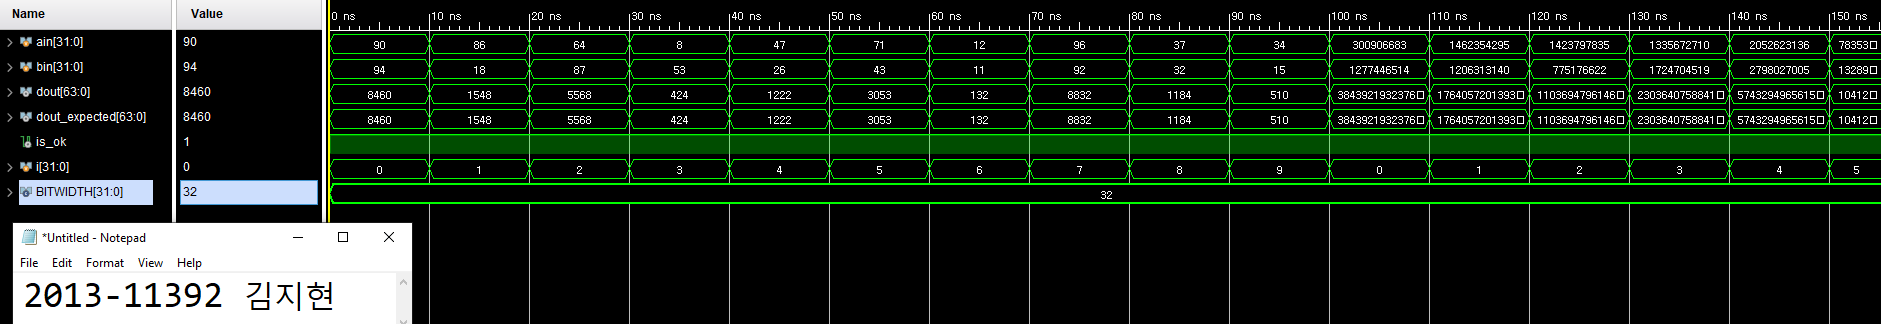 Name Value 0 ns 10 ns 20 ns 30 ns 40 ns 50 ns 60 ns 70 ns 80 ns 90 ns 100 ns 110 ns 120 ns 130 ns 140 ns 150 ns
ain[31:0] 90 90 86 64 8 47 71 12 96 37 34 300906683 1462354295 1423797835 1335672710 2052623136 78353□
bin[31:0] 94 94 18 87 53 26 43 11 92 32 15 1277446514 1206313140 775176622 1724704519 2798027005 13289□
dout[63:0] 8460 8460 1548 5568 424 1222 3053 132 8832 1184 510 3843921932376□ 1764057201393□ 1103694796146□ 2303640758841□ 5743294965615□ 10412□
dout_expected[63:0] 8460 8460 1548 5568 424 1222 3053 132 8832 1184 510 3843921932376□ 1764057201393□ 1103694796146□ 2303640758841□ 5743294965615□ 10412□
is_ok 1
i[31:0] 0 0 1 2 3 4 5 6 7 8 9 0 1 2 3 4 5
BITWIDTH[31:0] 32 32
*Untitled - Notepad
File Edit Format View Help
2013-11392 김지현